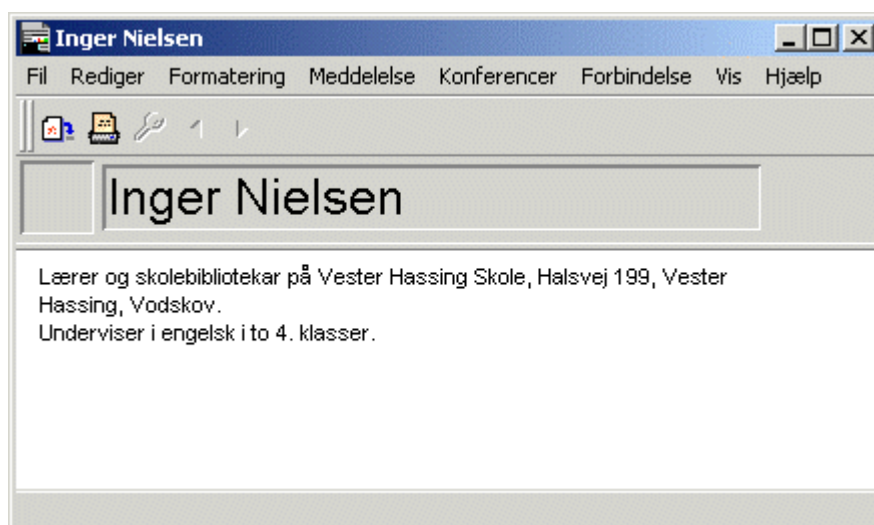 Inger Nielsen
Fil Rediger Formatering Meddelelse Konferencer Forbindelse Vis Hjælp
Inger Nielsen
Lærer og skolebibliotekar på Vester Hassing Skole, Halsvej 199, Vester
Hassing, Vodskov.
Underviser i engelsk i to 4. klasser.